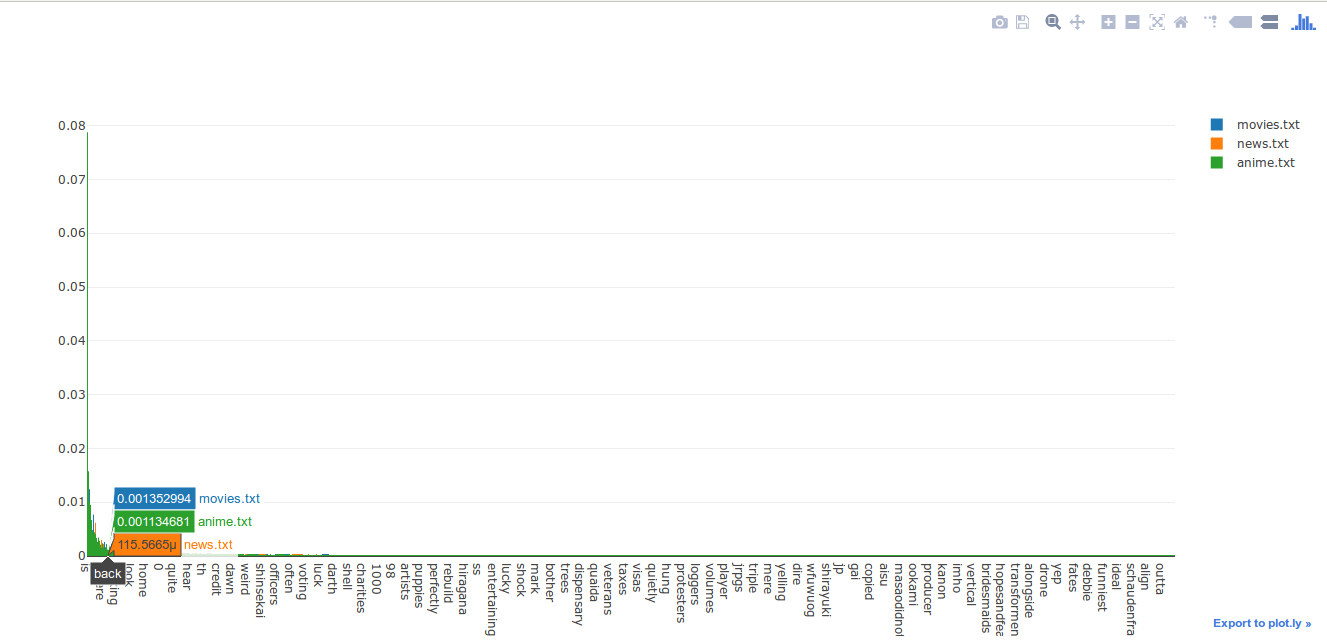 movies.txt
news.txt
anime.txt
0.08
0.07
0.06
0.05
0.04
0.03
0.02
0.01
0
0.001352994 movies.txt
0.001134681 anime.txt
115.5665μ news.txt
back
is
look
home
0
quite
hear
th
credit
dawn
weird
shinsekai
officers
often
voting
luck
darth
shell
charities
1000
98
artists
puppies
perfectly
rebuild
hiragana
ss
entertaining
lucky
shock
mark
bother
trees
dispensary
quaida
veterans
taxes
visas
quietly
hung
protesters
loggers
volumes
player
jrpgs
triple
mere
yelling
dire
wfuwuog
shirayuki
jp
gai
copied
aisu
masaodidnol
ookami
producer
kanon
imho
vertical
bridesmaids
hopesandfea
transformen
alongside
drone
yep
fates
debbie
funniest
ideal
schaudenfra
align
outta
Export to plot.ly »